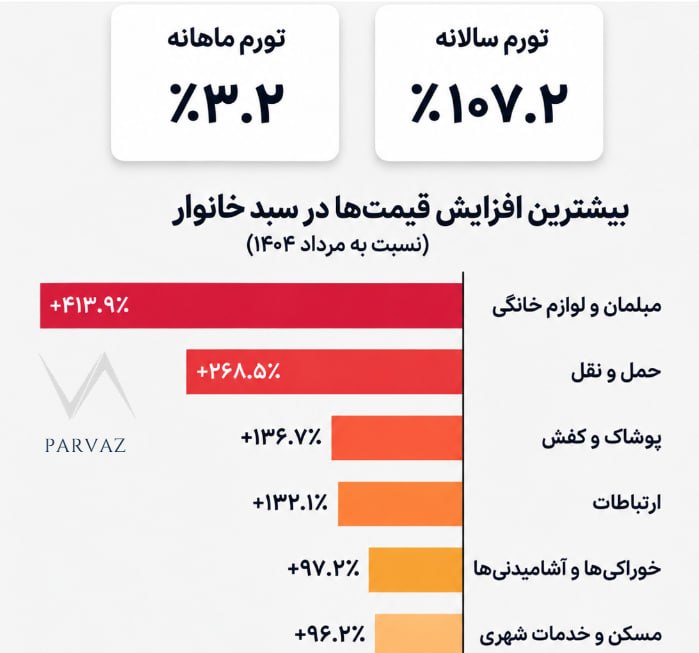 تورم سالانه
٪۱۰۷.۲
تورم ماهانه
٪۳.۲
بیشترین افزایش قیمت‌ها در سبد خانوار
(نسبت به مرداد ۱۴۰۴)
مبلمان و لوازم خانگی
+۴۱۳.۹٪
حمل و نقل
+۲۶۸.۵٪
پوشاک و کفش
+۱۳۶.۷٪
ارتباطات
+۱۳۲.۱٪
خوراکی‌ها و آشامیدنی‌ها
+۹۷.۲٪
مسکن و خدمات شهری
+۹۶.۲٪
PARVAZ